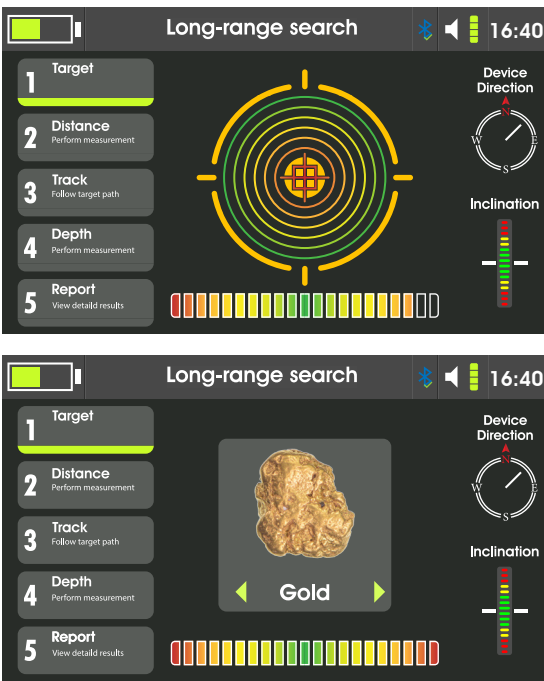 Long-range search
16:40
1
Target
2
Distance
Perform measurement
3
Track
Follow target path
4
Depth
Perform measurement
5
Report
View detaild results
Device
Direction
N
W
E
S
Inclination
Long-range search
16:40
1
Target
2
Distance
Perform measurement
3
Track
Follow target path
4
Depth
Perform measurement
5
Report
View detaild results
Gold
Device
Direction
N
W
E
S
Inclination